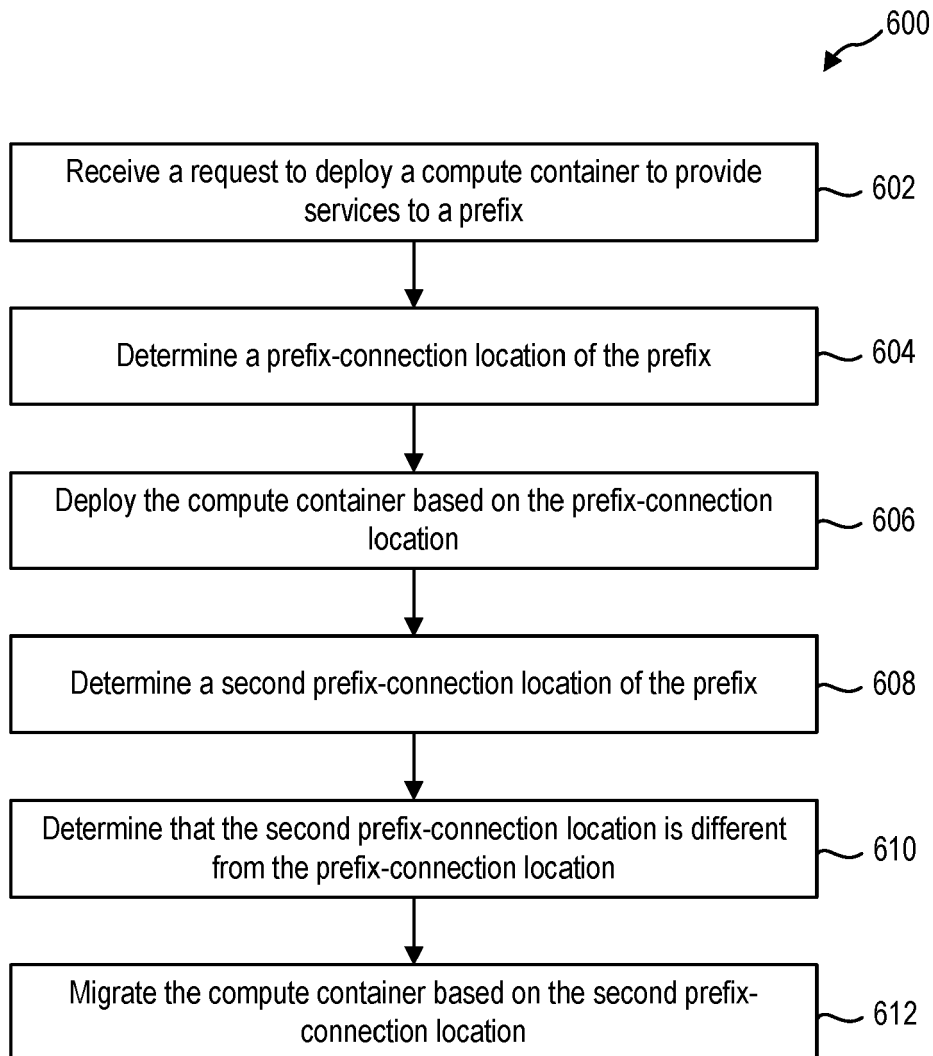 600
Receive a request to deploy a compute container to provide
services to a prefix
602
Determine a prefix-connection location of the prefix
604
Deploy the compute container based on the prefix-connection
location
606
Determine a second prefix-connection location of the prefix
608
Determine that the second prefix-connection location is different
from the prefix-connection location
610
Migrate the compute container based on the second prefix-
connection location
612